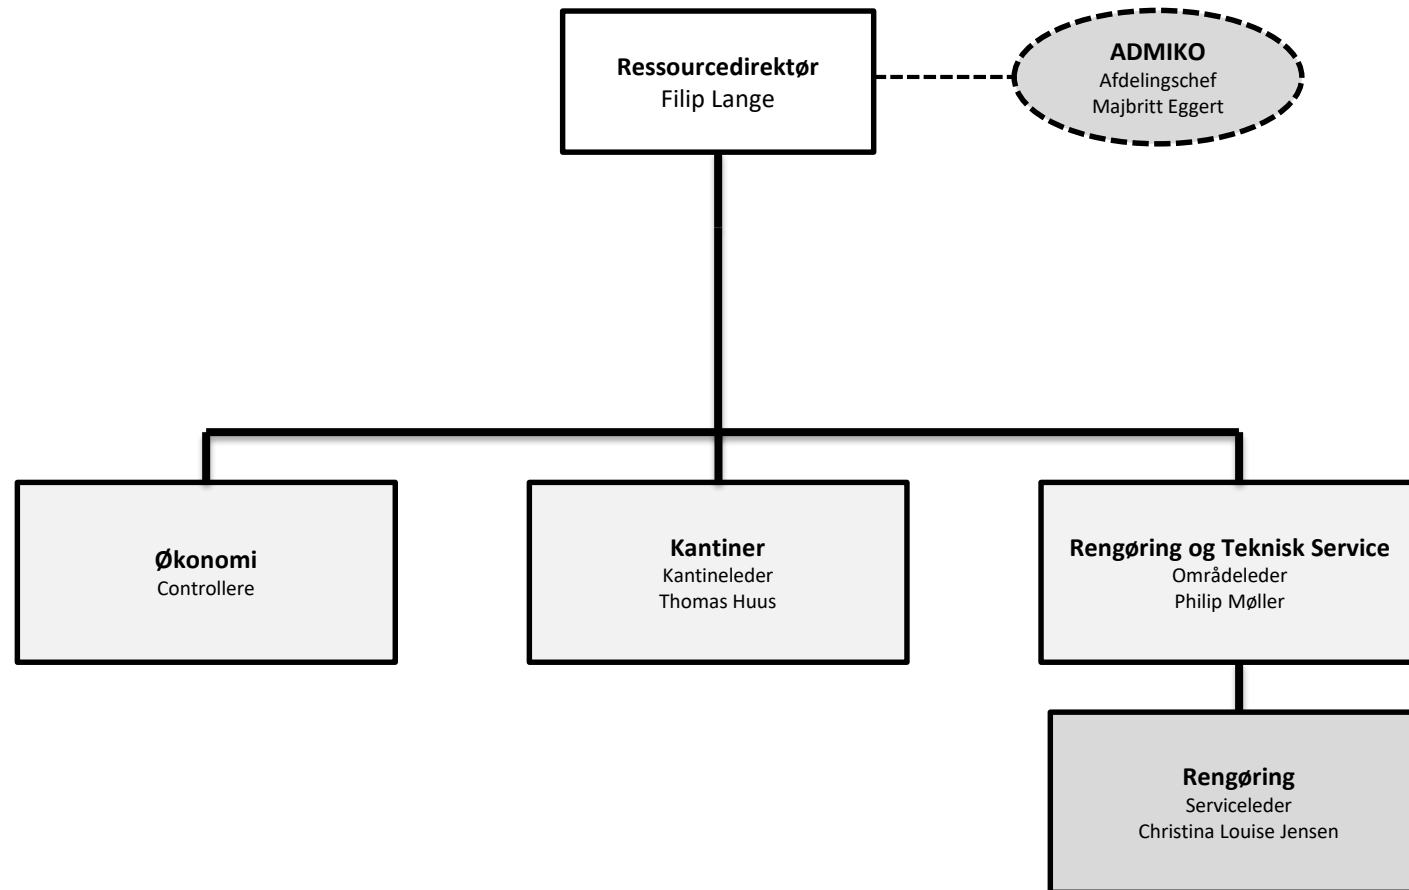 Ressourcedirektør
Filip Lange
ADMIKO
Afdelingschef
Majbritt Eggert
Økonomi
Controllere
Kantiner
Kantineleder
Thomas Huus
Rengøring og Teknisk Service
Områdeleder
Philip Møller
Rengøring
Serviceleder
Christina Louise Jensen